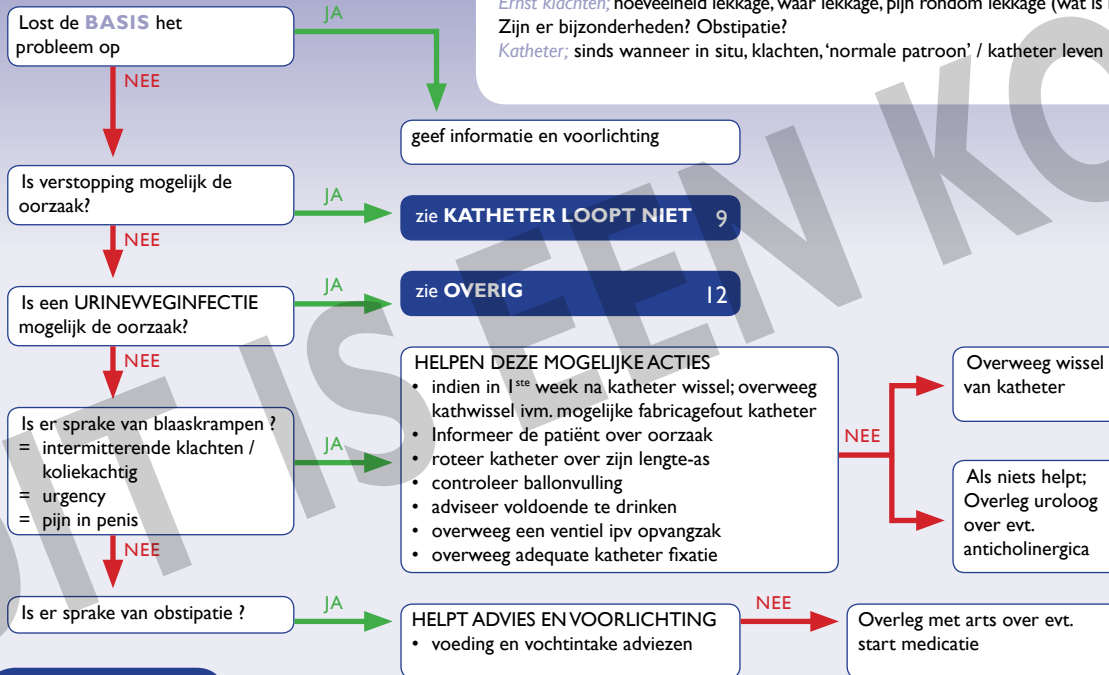 Ernst klachten; hoeveelheid lekkage, waar lekkage, pijn rondom lekkage (wat is
Zijn er bijzonderheden? Obstipatie?
Katheter; sinds wanneer in situ, klachten, ‘normale patroon’ / katheter leven
Lost de BASIS het
probleem op
JA
NEE
geef informatie en voorlichting
Is verstopping mogelijk de
oorzaak?
JA
zie KATHETER LOOPT NIET 9
NEE
Is een URINEWEGINFECTIE
mogelijk de oorzaak?
JA
zie OVERIG 12
NEE
Is er sprake van blaaskrampen ?
= intermitterende klachten /
koliekachtig
= urgency
= pijn in penis
JA
HELPEN DEZE MOGELIJKE ACTIES
• indien in 1ste week na katheter wissel; overweeg
kathwissel ivm. mogelijke fabricagefout katheter
• Informeer de patiënt over oorzaak
• roteer katheter over zijn lengte-as
• controleer ballonvulling
• adviseer voldoende te drinken
• overweeg een ventiel ipv opvangzak
• overweeg adequate katheter fixatie
NEE
Overweeg wissel
van katheter
Als niets helpt;
Overleg uroloog
over evt.
anticholinergica
NEE
Is er sprake van obstipatie ?
JA
HELPT ADVIES EN VOORLICHTING
• voeding en vochtintake adviezen
NEE
Overleg met arts over evt.
start medicatie
DIT IS EEN KO